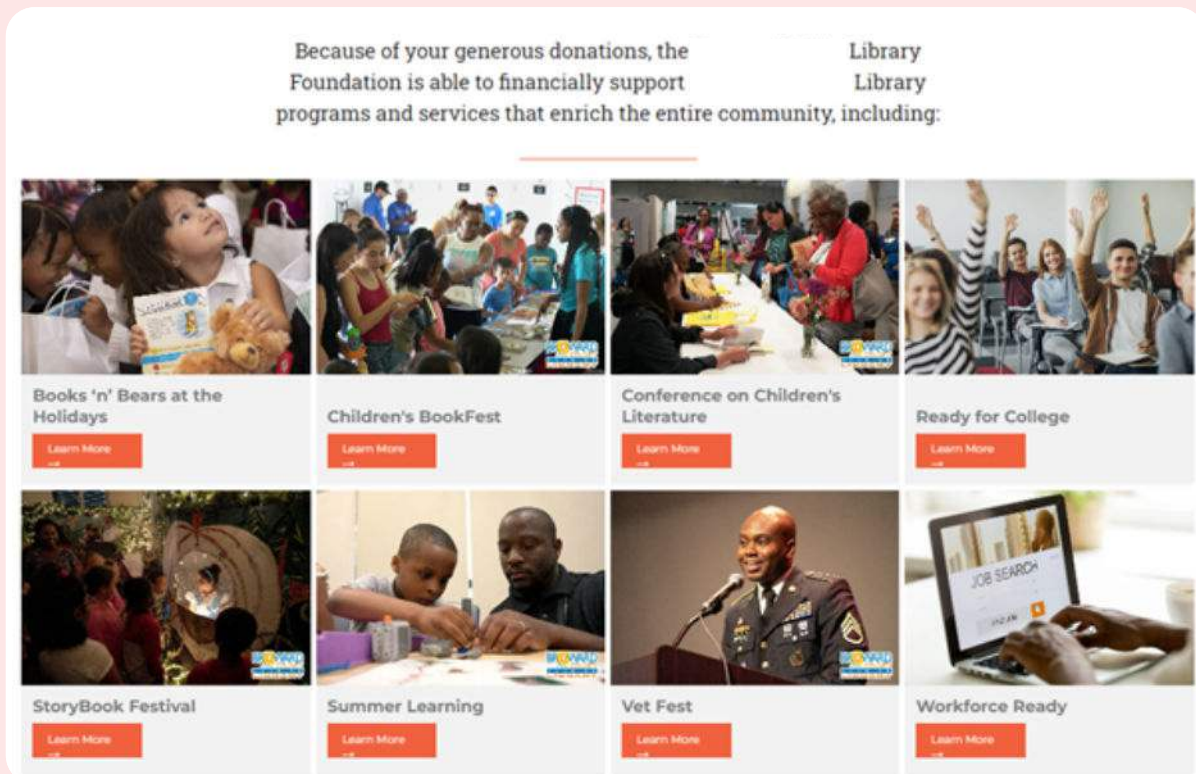 Because of your generous donations, the Library
Foundation is able to financially support Library
programs and services that enrich the entire community, including:
Books ‘n’ Bears at the
Holidays
Learn More
→
Children's BookFest
Learn More
→
Conference on Children's
Literature
Learn More
→
Ready for College
Learn More
→
StoryBook Festival
Learn More
→
Summer Learning
Learn More
→
Vet Fest
Learn More
→
JOB SEARCH
Workforce Ready
Learn More
→